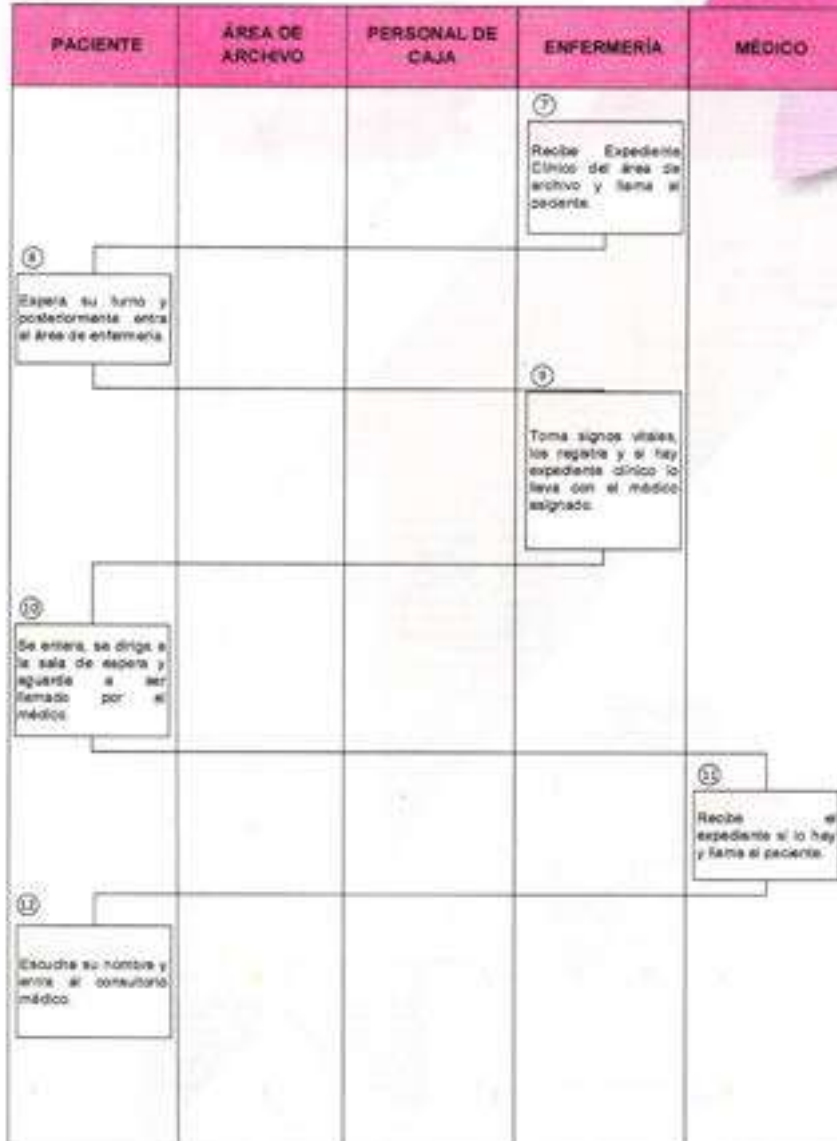 PACIENTE
ÁREA DE
ARCHIVO
PERSONAL DE
CAJA
ENFERMERÍA
MÉDICO
7
Recibe Expediente
Clínico del área de
archivo y llama al
paciente.
8
Espera su turno y
posteriormente entra
al área de enfermería.
9
Toma signos vitales,
los registra y si hay
expediente clínico lo
lleva con el médico
asignado.
10
Se entera, se dirige a
la sala de espera y
aguarda a ser
llamado por el
médico.
11
Recibe el
expediente si lo hay
y llama al paciente.
12
Escucha su nombre y
entra al consultorio
médico.